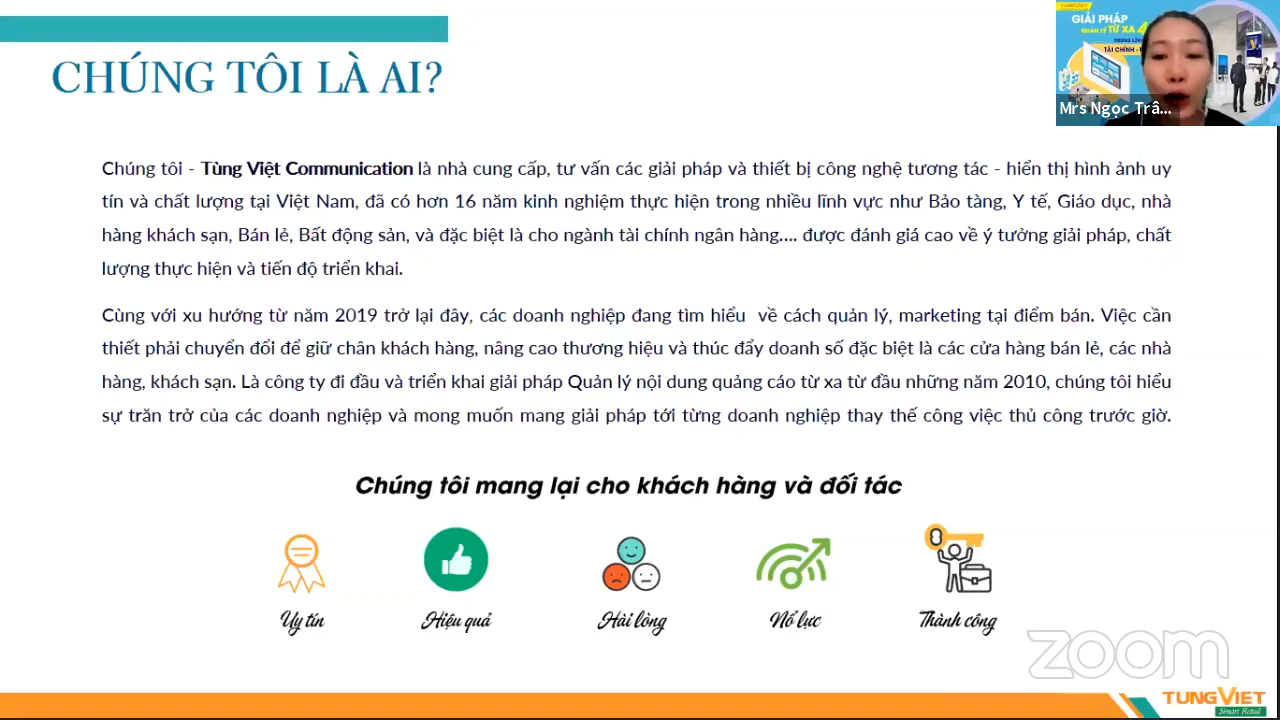 CHÚNG TÔI LÀ AI?
TUNGVIET
GIẢI PHÁP
QUẢN LÝ TỪ XA 4
TÀI CHÍNH -
Mrs Ngọc Trâ...
Chúng tôi - Tùng Việt Communication là nhà cung cấp, tư vấn các giải pháp và thiết bị công nghệ tương tác - hiển thị hình ảnh uy
tín và chất lượng tại Việt Nam, đã có hơn 16 năm kinh nghiệm thực hiện trong nhiều lĩnh vực như Bảo tàng, Y tế, Giáo dục, nhà
hàng khách sạn, Bán lẻ, Bất động sản, và đặc biệt là cho ngành tài chính ngân hàng.... được đánh giá cao về ý tưởng giải pháp, chất
lượng thực hiện và tiến độ triển khai.
Cùng với xu hướng từ năm 2019 trở lại đây, các doanh nghiệp đang tìm hiểu về cách quản lý, marketing tại điểm bán. Việc cần
thiết phải chuyển đổi để giữ chân khách hàng, nâng cao thương hiệu và thúc đẩy doanh số đặc biệt là các cửa hàng bán lẻ, các nhà
hàng, khách sạn. Là công ty đi đầu và triển khai giải pháp Quản lý nội dung quảng cáo từ xa từ đầu những năm 2010, chúng tôi hiểu
sự trăn trở của các doanh nghiệp và mong muốn mang giải pháp tới từng doanh nghiệp thay thế công việc thủ công trước giờ.
Chúng tôi mang lại cho khách hàng và đối tác
Uy tín
Hiệu quả
Hài lòng
Nổ lực
Thành công
zoom
TUNGVIET
Smart Retail